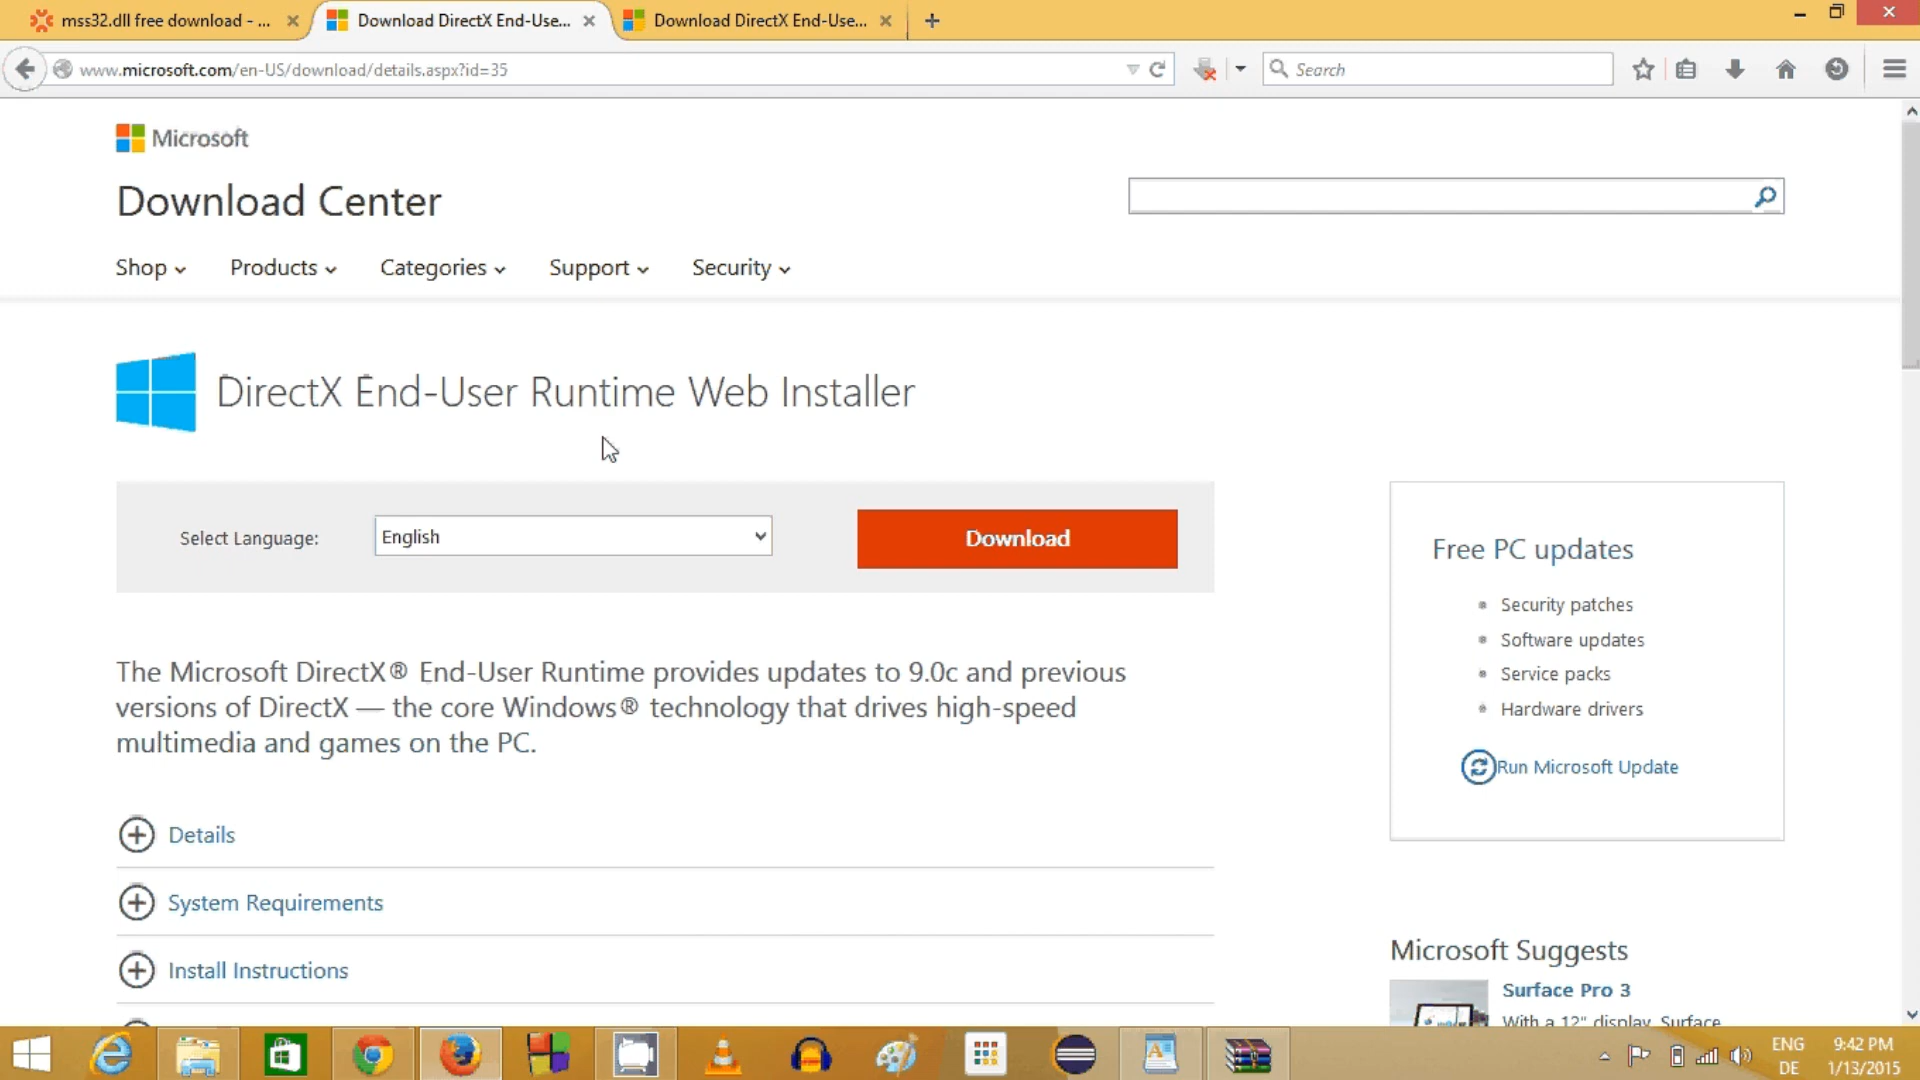 mss32.dll free download - ...
Download DirectX End-Use...
Download DirectX End-Use...
www.microsoft.com/en-US/download/details.aspx?id=35
Search
Microsoft
Download Center
Shop
Products
Categories
Support
Security
DirectX End-User Runtime Web Installer
Select Language:
English
Download
The Microsoft DirectX® End-User Runtime provides updates to 9.0c and previous
versions of DirectX — the core Windows® technology that drives high-speed
multimedia and games on the PC.
Details
System Requirements
Install Instructions
Free PC updates
Security patches
Software updates
Service packs
Hardware drivers
Run Microsoft Update
Microsoft Suggests
Surface Pro 3
With a 12" display, Surface
ENG
DE
9:42 PM
1/13/2015